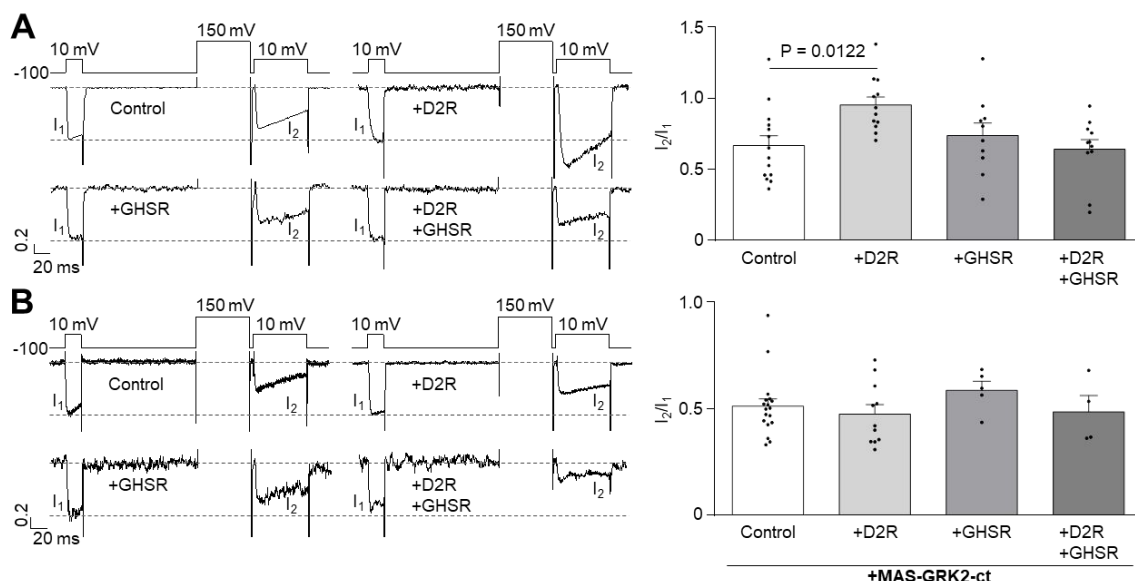 A
150 mV
150 mV
10 mV
10 mV
10 mV
10 mV
-100
Control
+D2R
I1
I2
I1
I2
+GHSR
+D2R
+GHSR
I1
I2
I1
I2
0.2
20 ms
P = 0.0122
1.5
1.0
0.5
0
I2/I1
Control
+D2R
+GHSR
+D2R
+GHSR
B
150 mV
150 mV
10 mV
10 mV
10 mV
10 mV
-100
Control
+D2R
I1
I2
I1
I2
+GHSR
+D2R
+GHSR
I1
I2
I1
I2
0.2
20 ms
1.0
0.5
0
I2/I1
Control
+D2R
+GHSR
+D2R
+GHSR
+MAS-GRK2-ct